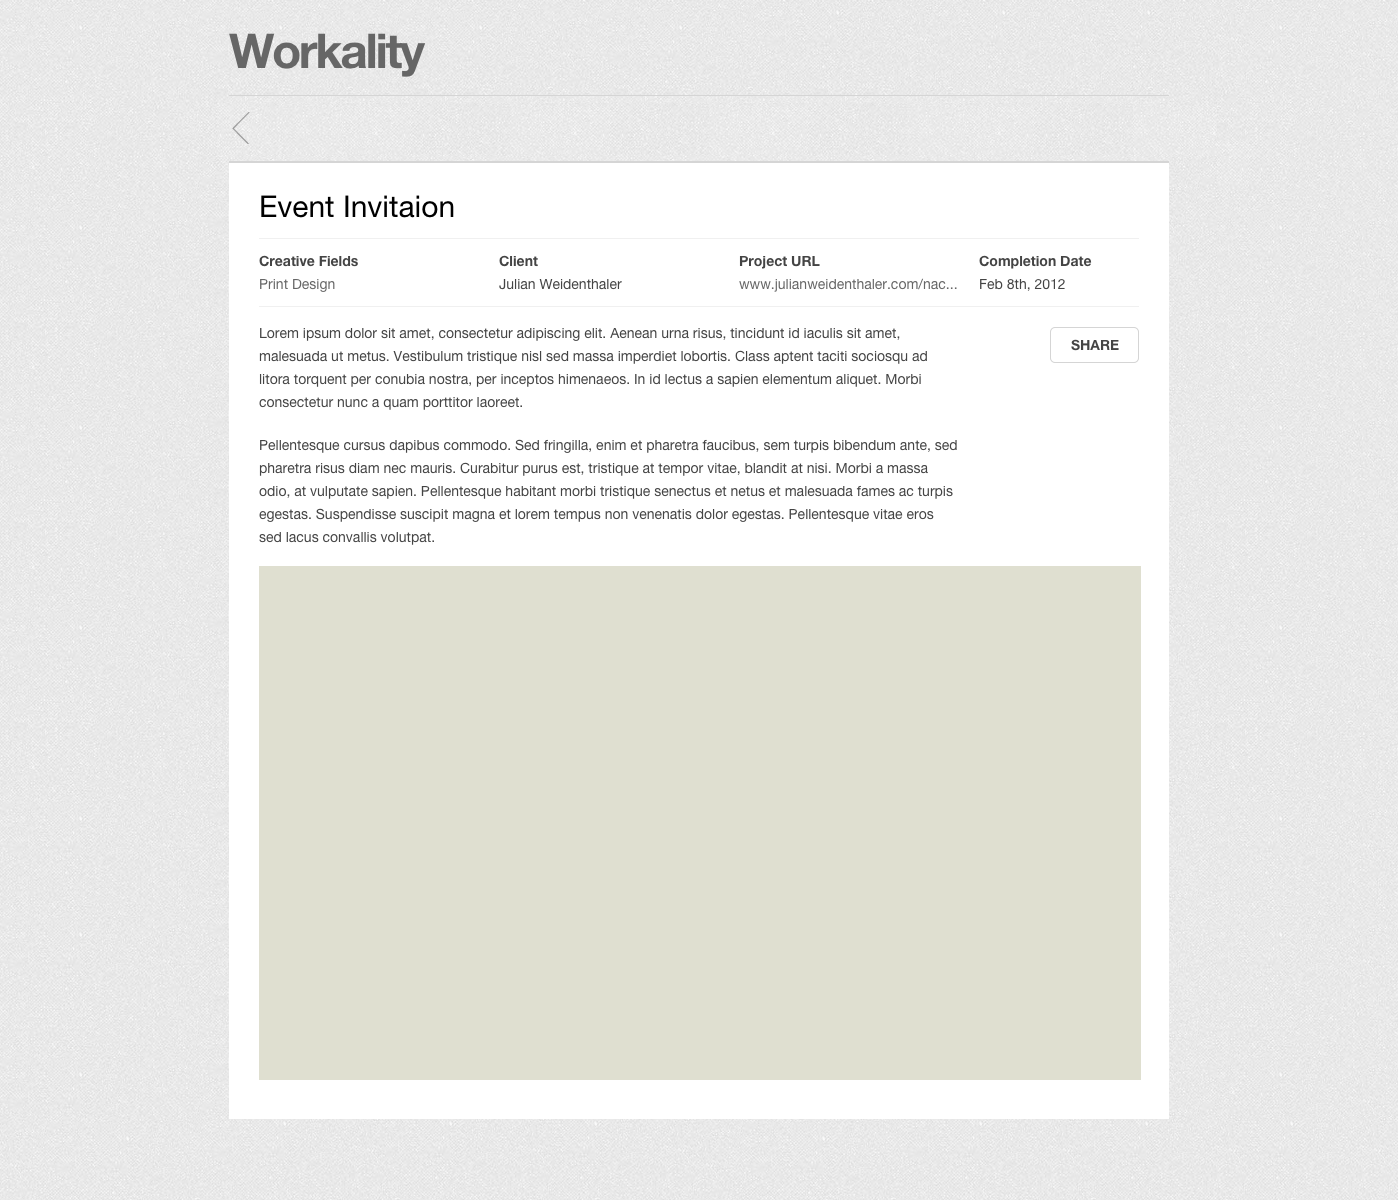 Workality
Event Invitaion
Creative Fields
Print Design
Client
Julian Weidenthaler
Project URL
www.julianweidenthaler.com/nac...
Completion Date
Feb 8th, 2012
Lorem ipsum dolor sit amet, consectetur adipiscing elit. Aenean urna risus, tincidunt id iaculis sit amet,
malesuada ut metus. Vestibulum tristique nisl sed massa imperdiet lobortis. Class aptent taciti sociosqu ad
litora torquent per conubia nostra, per inceptos himenaeos. In id lectus a sapien elementum aliquet. Morbi
consectetur nunc a quam porttitor laoreet.
SHARE
Pellentesque cursus dapibus commodo. Sed fringilla, enim et pharetra faucibus, sem turpis bibendum ante, sed
pharetra risus diam nec mauris. Curabitur purus est, tristique at tempor vitae, blandit at nisi. Morbi a massa
odio, at vulputate sapien. Pellentesque habitant morbi tristique senectus et netus et malesuada fames ac turpis
egestas. Suspendisse suscipit magna et lorem tempus non venenatis dolor egestas. Pellentesque vitae eros
sed lacus convallis volutpat.